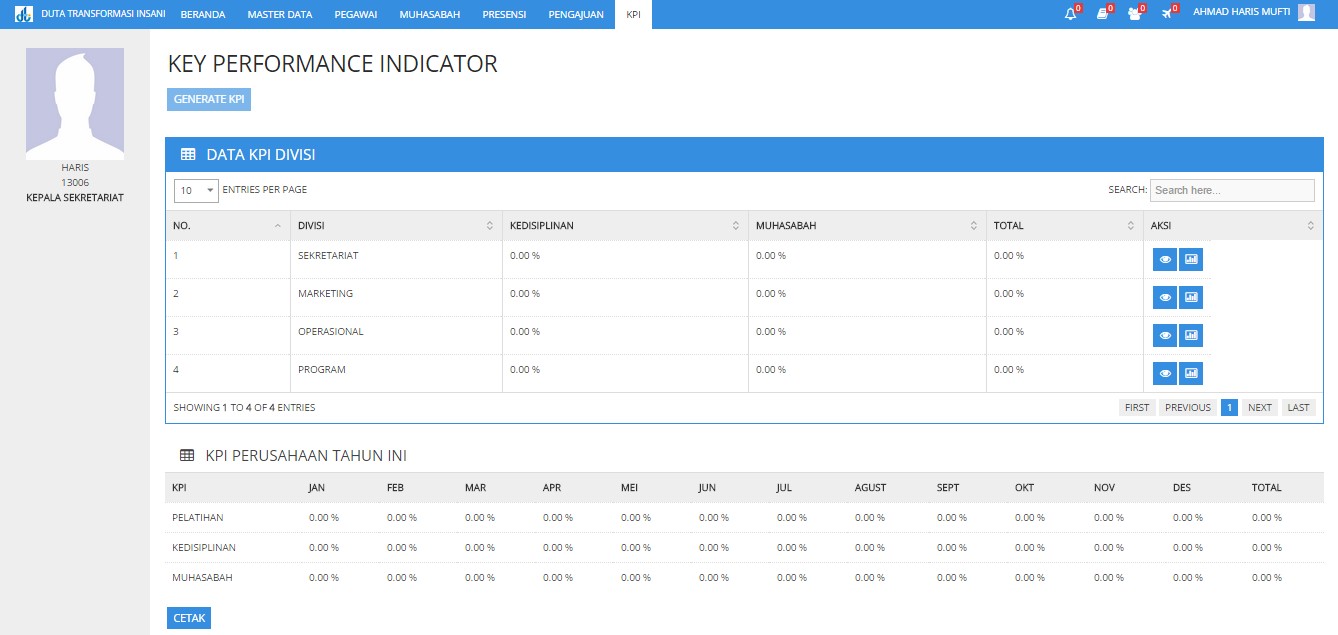 DUTA TRANSFORMASI INSANI BERANDA MASTER DATA PEGAWAI MUHASABAH PRESENSI PENGAJUAN KPI 0 0 0 0 AHMAD HARIS MUFTI
HARIS
13006
KEPALA SEKRETARIAT
KEY PERFORMANCE INDICATOR
GENERATE KPI
DATA KPI DIVISI
10 ENTRIES PER PAGE SEARCH: Search here...
NO. DIVISI KEDISIPLINAN MUHASABAH TOTAL AKSI
1 SEKRETARIAT 0.00 % 0.00 % 0.00 %
2 MARKETING 0.00 % 0.00 % 0.00 %
3 OPERASIONAL 0.00 % 0.00 % 0.00 %
4 PROGRAM 0.00 % 0.00 % 0.00 %
SHOWING 1 TO 4 OF 4 ENTRIES FIRST PREVIOUS 1 NEXT LAST
KPI PERUSAHAAN TAHUN INI
KPI JAN FEB MAR APR MEI JUN JUL AGUST SEPT OKT NOV DES TOTAL
PELATIHAN 0.00 % 0.00 % 0.00 % 0.00 % 0.00 % 0.00 % 0.00 % 0.00 % 0.00 % 0.00 % 0.00 % 0.00 % 0.00 %
KEDISIPLINAN 0.00 % 0.00 % 0.00 % 0.00 % 0.00 % 0.00 % 0.00 % 0.00 % 0.00 % 0.00 % 0.00 % 0.00 % 0.00 %
MUHASABAH 0.00 % 0.00 % 0.00 % 0.00 % 0.00 % 0.00 % 0.00 % 0.00 % 0.00 % 0.00 % 0.00 % 0.00 % 0.00 %
CETAK